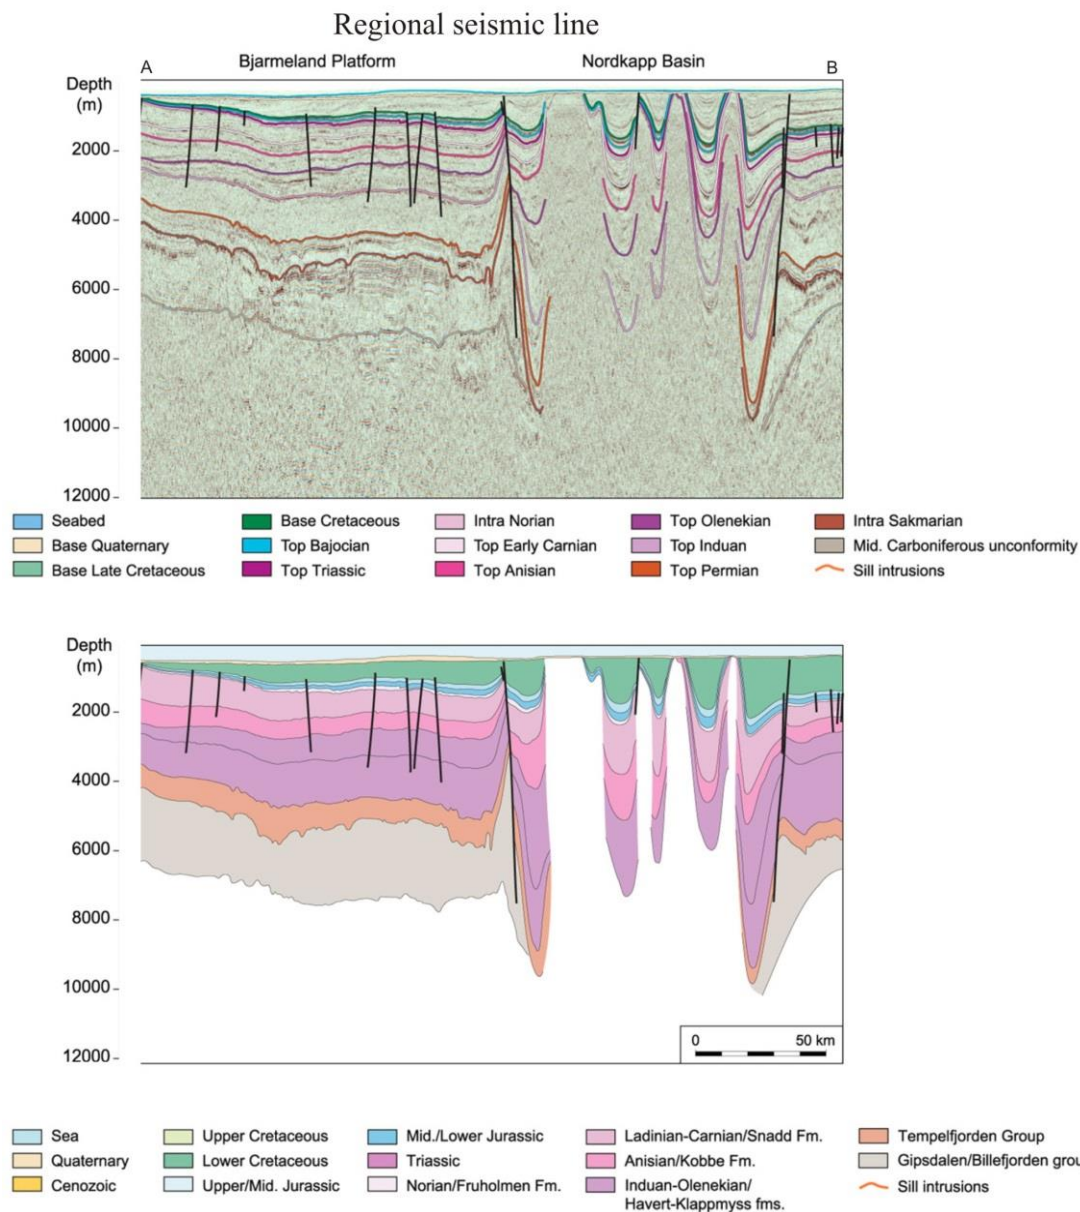 Regional seismic line
A Bjarmeland Platform Nordkapp Basin B
Depth
(m)
2000
4000
6000
8000
10000
12000
Seabed Base Cretaceous Intra Norian Top Olenekian Intra Sakmarian
Base Quaternary Top Bajocian Top Early Carnian Top Induan Mid. Carboniferous unconformity
Base Late Cretaceous Top Triassic Top Anisian Top Permian Sill intrusions
Depth
(m)
2000
4000
6000
8000
10000
0 50 km
12000
Sea Upper Cretaceous Mid./Lower Jurassic Ladinian-Carnian/Snadd Fm. Tempelfjorden Group
Quaternary Lower Cretaceous Triassic Anisian/Kobbe Fm. Gipsdalen/Billefjorden grou
Cenozoic Upper/Mid. Jurassic Norian/Fruholmen Fm. Induan-Olenekian/ Sill intrusions
Havert-Klappmyss fms.